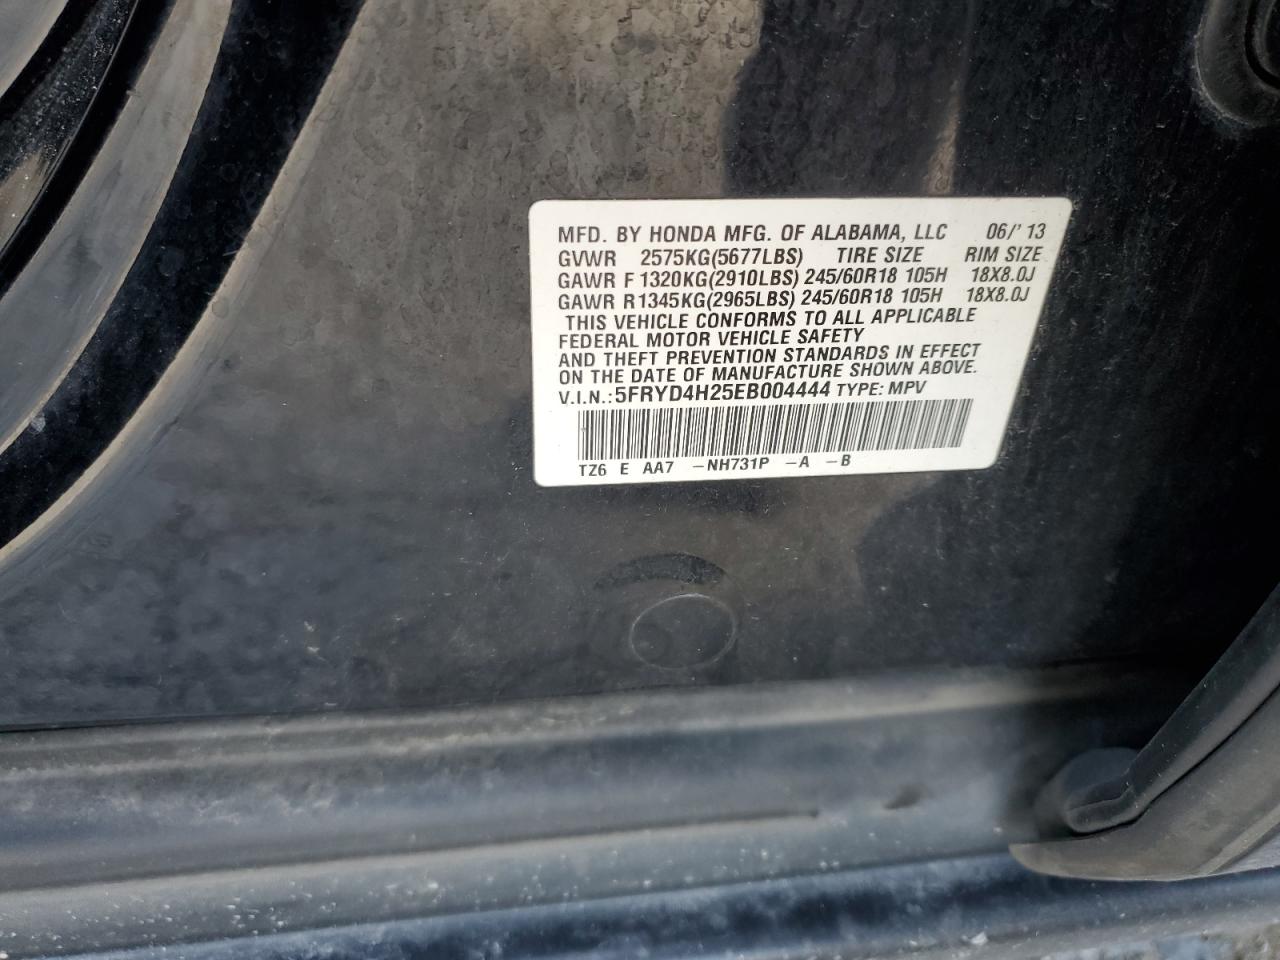 MFD. BY HONDA MFG. OF ALABAMA, LLC 06/'13
GVWR 2575KG(5677LBS) TIRE SIZE RIM SIZE
GAWR F 1320KG(2910LBS) 245/60R18 105H 18X8.0J
GAWR R1345KG(2965LBS) 245/60R18 105H 18X8.0J
THIS VEHICLE CONFORMS TO ALL APPLICABLE
FEDERAL MOTOR VEHICLE SAFETY
AND THEFT PREVENTION STANDARDS IN EFFECT
ON THE DATE OF MANUFACTURE SHOWN ABOVE.
V.I.N.:5FRYD4H25EB004444 TYPE: MPV
TZ6 E AA7 -NH731P -A -B